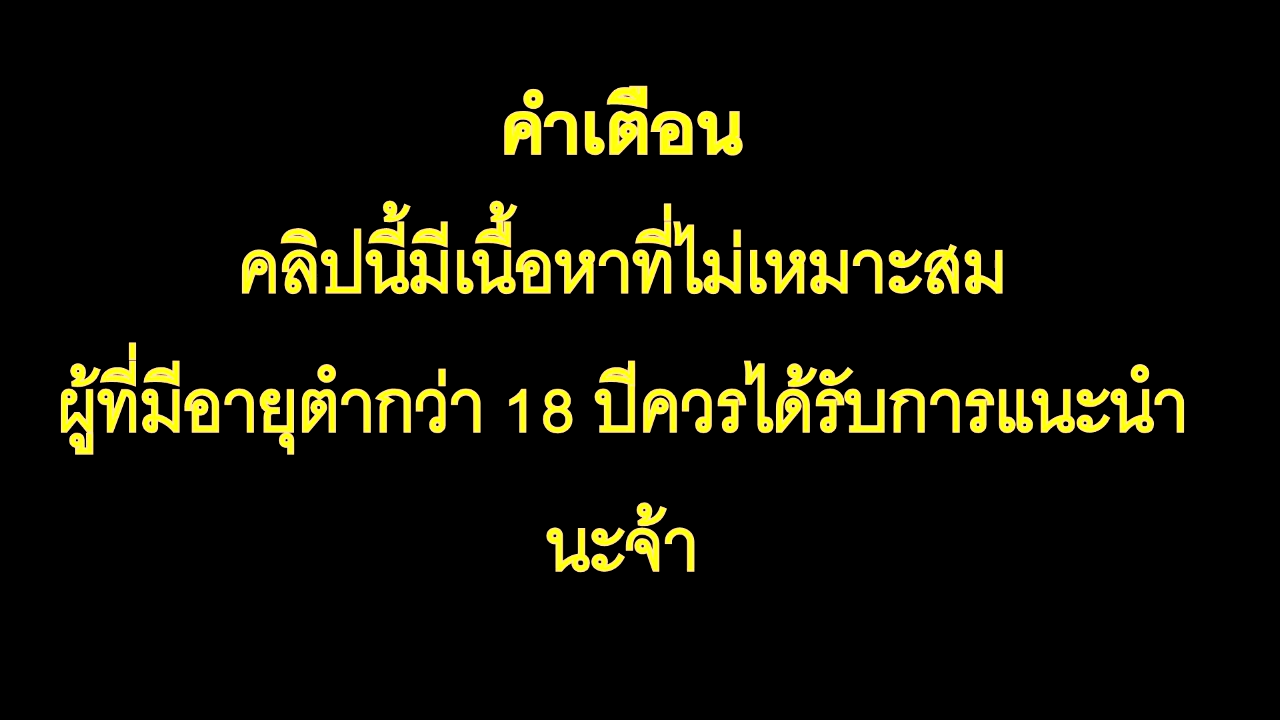 คำเตือน
คลิปนี้มีเนื้อหาที่ไม่เหมาะสม
ผู้ที่มีอายุตำกว่า 18 ปีควรได้รับการแนะนำ
นะจ้า